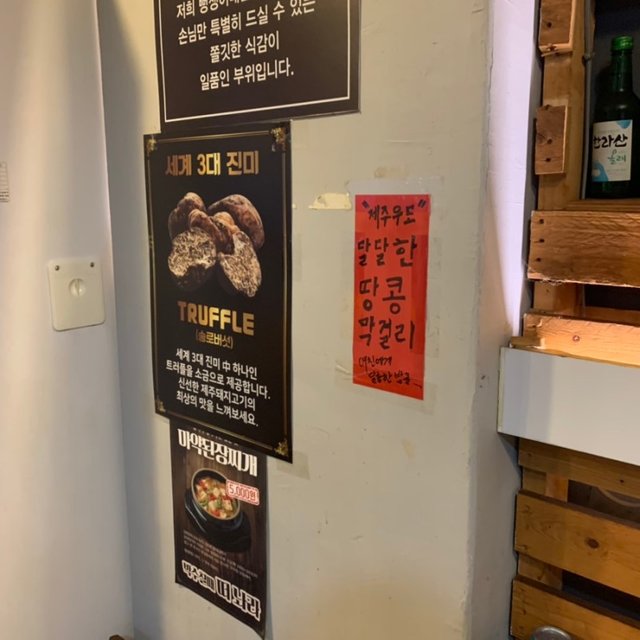 저희
손님만 특별히 드실 수 있는
쫄깃한 식감이
일품인 부위입니다.
세계 3대 진미
TRUFFLE
(송로버섯)
세계 3대 진미 中 하나인
트러플을 소금으로 제공합니다.
신선한 제주돼지고기의
최상의 맛을 느껴보세요.
마약된장찌개
5,000원
떠보라
"제주우도"
달달한
땅콩
막걸리
한라산
올래